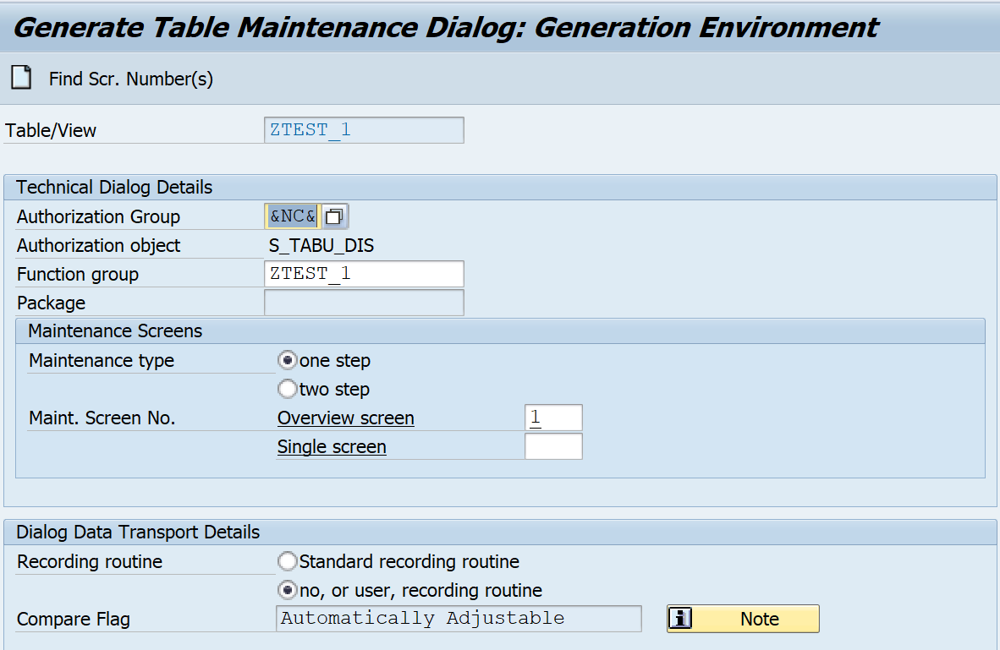 Generate Table Maintenance Dialog: Generation Environment
Find Scr. Number(s)
Table/View ZTEST_1
Technical Dialog Details
Authorization Group &NC&
Authorization object S_TABU_DIS
Function group ZTEST_1
Package
Maintenance Screens
Maintenance type one step
two step
Maint. Screen No. Overview screen 1
Single screen
Dialog Data Transport Details
Recording routine Standard recording routine
no, or user, recording routine
Compare Flag Automatically Adjustable Note